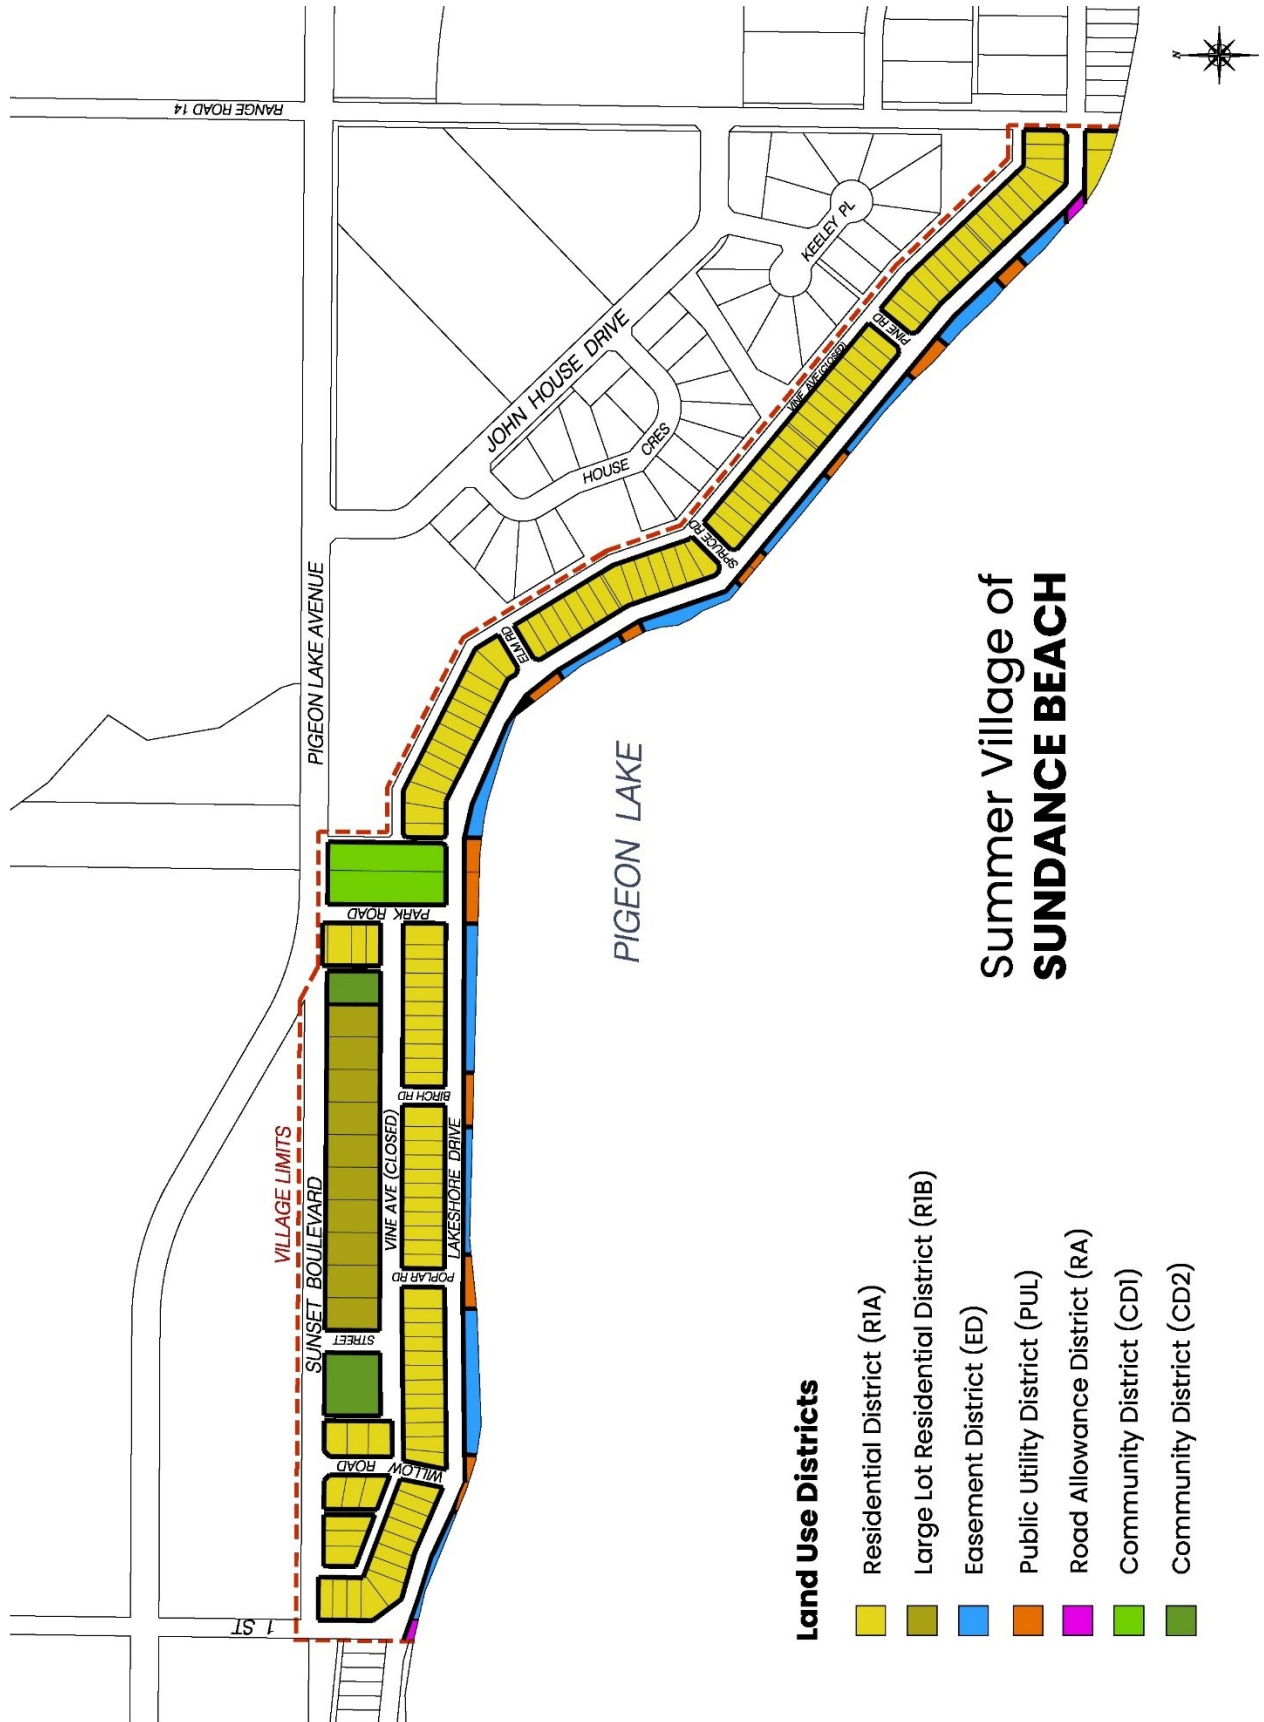 N
RANGE ROAD 14
KEELEY PL
JOHN HOUSE DRIVE
HOUSE CRES
PINE RD
VINE AVE (CLOSED)
SPRUCE RD
ELM RD
PIGEON LAKE AVENUE
PIGEON LAKE
PARK ROAD
BIRCH RD
VILLAGE LIMITS
SUNSET BOULEVARD
VINE AVE (CLOSED)
LAKESHORE DRIVE
POPLAR RD
STREET
WILLOW ROAD
1 ST
Summer Village of
SUNDANCE BEACH
Land Use Districts
Residential District (R1A)
Large Lot Residential District (R1B)
Easement District (ED)
Public Utility District (PUL)
Road Allowance District (RA)
Community District (CD1)
Community District (CD2)